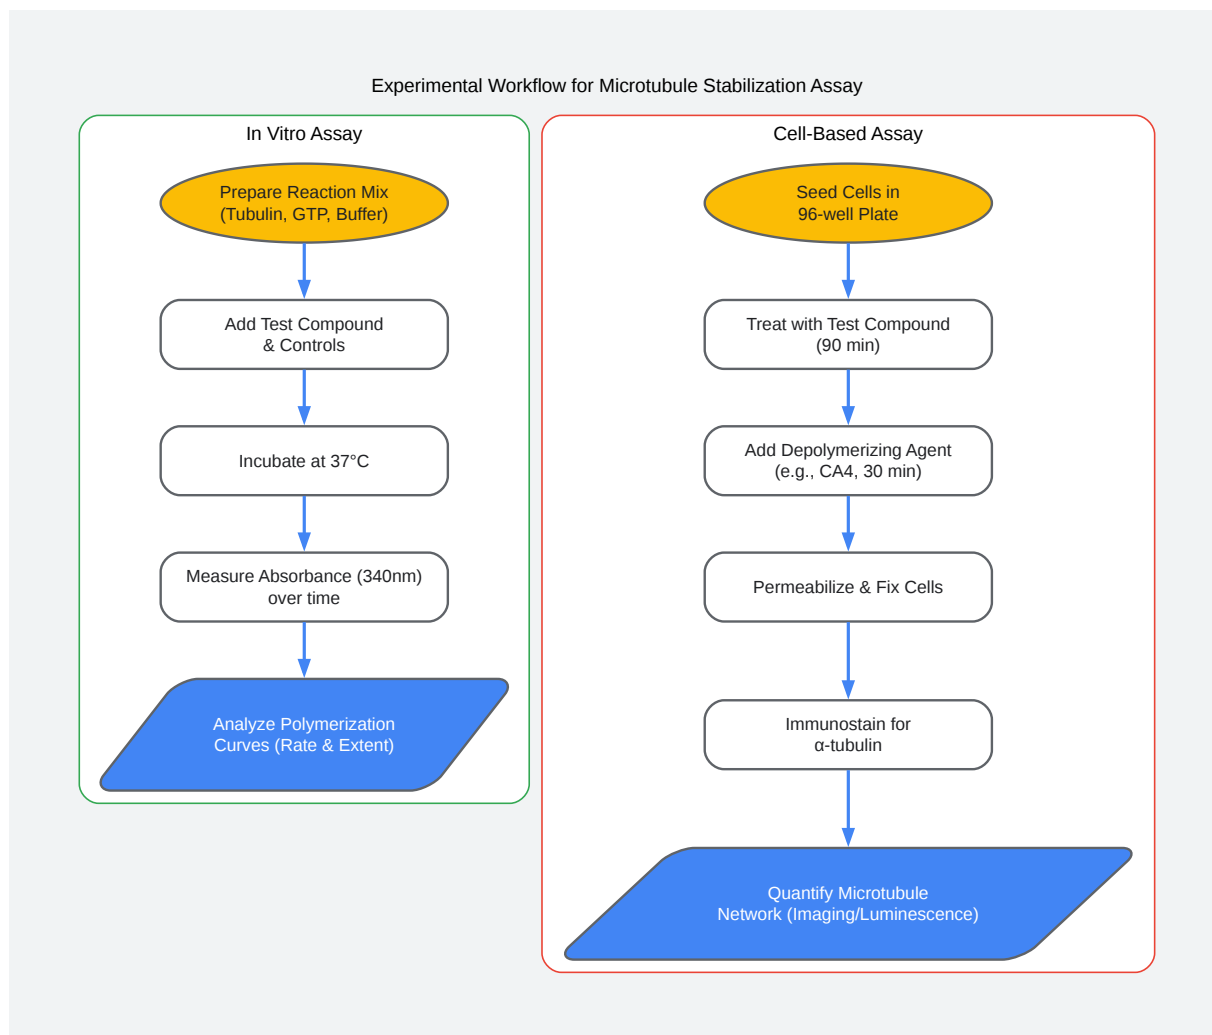 Experimental Workflow for Microtubule Stabilization Assay
In Vitro Assay
Prepare Reaction Mix
(Tubulin, GTP, Buffer)
Add Test Compound
& Controls
Incubate at 37°C
Measure Absorbance (340nm)
over time
Analyze Polymerization
Curves (Rate & Extent)
Cell-Based Assay
Seed Cells in
96-well Plate
Treat with Test Compound
(90 min)
Add Depolymerizing Agent
(e.g., CA4, 30 min)
Permeabilize & Fix Cells
Immunostain for
α-tubulin
Quantify Microtubule
Network (Imaging/Luminescence)